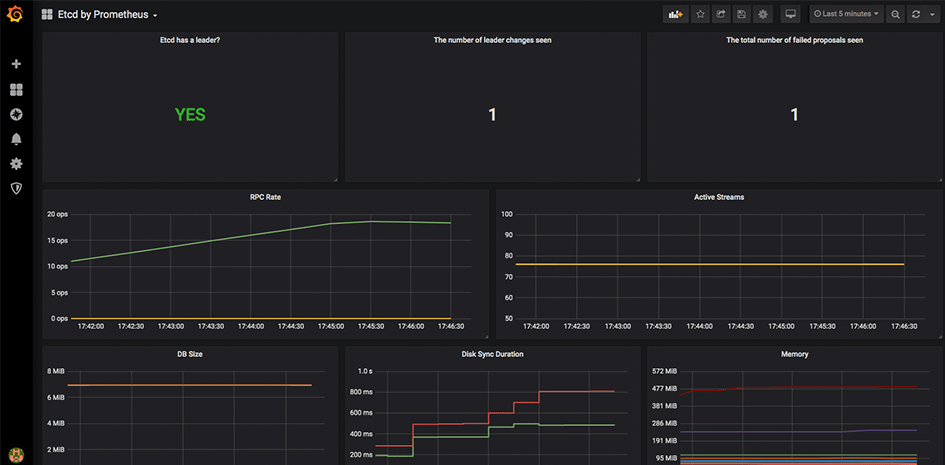 Etcd by Prometheus
Last 5 minutes
Etcd has a leader?
The number of leader changes seen
The total number of failed proposals seen
YES
1
1
RPC Rate
20 ops
15 ops
10 ops
5 ops
0 ops
17:42:00 17:42:30 17:43:00 17:43:30 17:44:00 17:44:30 17:45:00 17:45:30 17:46:00 17:46:30
Active Streams
100
90
80
70
60
50
17:42:00 17:42:30 17:43:00 17:43:30 17:44:00 17:44:30 17:45:00 17:45:30 17:46:00 17:46:30
DB Size
8 MiB
6 MiB
4 MiB
2 MiB
Disk Sync Duration
1.0 s
800 ms
600 ms
400 ms
200 ms
Memory
572 MiB
477 MiB
381 MiB
286 MiB
191 MiB
95 MiB